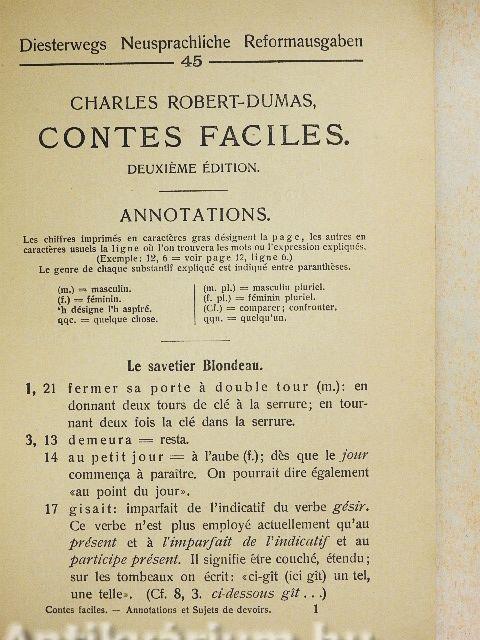 Diesterwegs Neusprachliche Reformausgaben
45
CHARLES ROBERT-DUMAS,
CONTES FACILES.
DEUXIÈME ÉDITION.
ANNOTATIONS.
Les chiffres imprimés en caractères gras désignent la page, les autres en
caractères usuels la ligne où l'on trouvera les mots ou l'expression expliqués.
(Exemple: 12, 6 = voir page 12, ligne 6.)
Le genre de chaque substantif expliqué est indiqué entre paranthèses.
(m.) = masculin.
(f.) = féminin.
'h désigne l'h aspiré.
qqc. = quelque chose.
(m. pl.) = masculin pluriel.
(f. pl.) = féminin pluriel.
(Cf.) = comparer; confronter.
qqn. = quelqu'un.
Le savetier Blondeau.
1, 21 fermer sa porte à double tour (m.): en
donnant deux tours de clé à la serrure; en tour-
nant deux fois la clé dans la serrure.
3, 13 demeura = resta.
14 au petit jour = à l'aube (f.); dès que le jour
commença à paraître. On pourrait dire également
«au point du jour».
17 gisait: imparfait de l'indicatif du verbe gésir.
Ce verbe n'est plus employé actuellement qu'au
présent et à l'imparfait de l'indicatif et au
participe présent. Il signifie être couché, étendu;
sur les tombeaux on écrit: «ci-gît (ici gît) un tel,
une telle». (Cf. 8, 3. ci-dessous gît . . .)
Contes faciles. — Annotations et Sujets de devoirs. 1
Antikvarium.hu